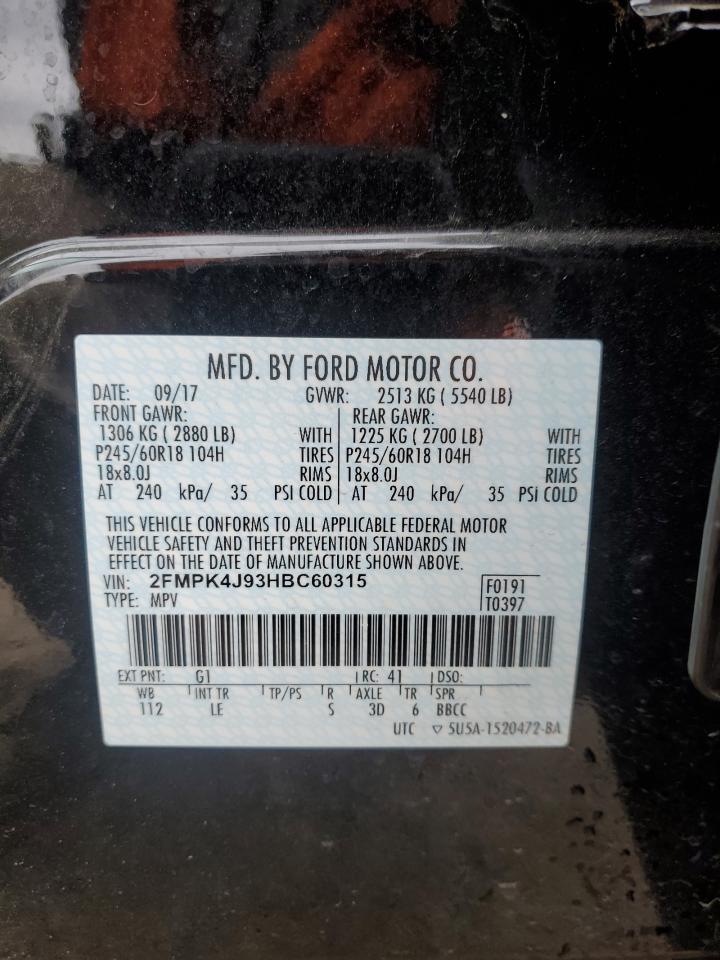 MFD. BY FORD MOTOR CO.
DATE: 09/17 GVWR: 2513 KG ( 5540 LB)
FRONT GAWR: REAR GAWR:
1306 KG ( 2880 LB) WITH 1225 KG ( 2700 LB) WITH
P245/60R18 104H TIRES P245/60R18 104H TIRES
18x8.0J RIMS 18x8.0J RIMS
AT 240 kPa/ 35 PSI COLD AT 240 kPa/ 35 PSI COLD
THIS VEHICLE CONFORMS TO ALL APPLICABLE FEDERAL MOTOR
VEHICLE SAFETY AND THEFT PREVENTION STANDARDS IN
EFFECT ON THE DATE OF MANUFACTURE SHOWN ABOVE.
VIN: 2FMPK4J93HBC60315 F0191
TYPE: MPV T0397
EXT PNT: G1 RC: 41 DSO:
WB INT TR TP/PS R AXLE TR SPR
112 LE S 3D 6 BBCC
UTC ▽ 5U5A-1520472-BA